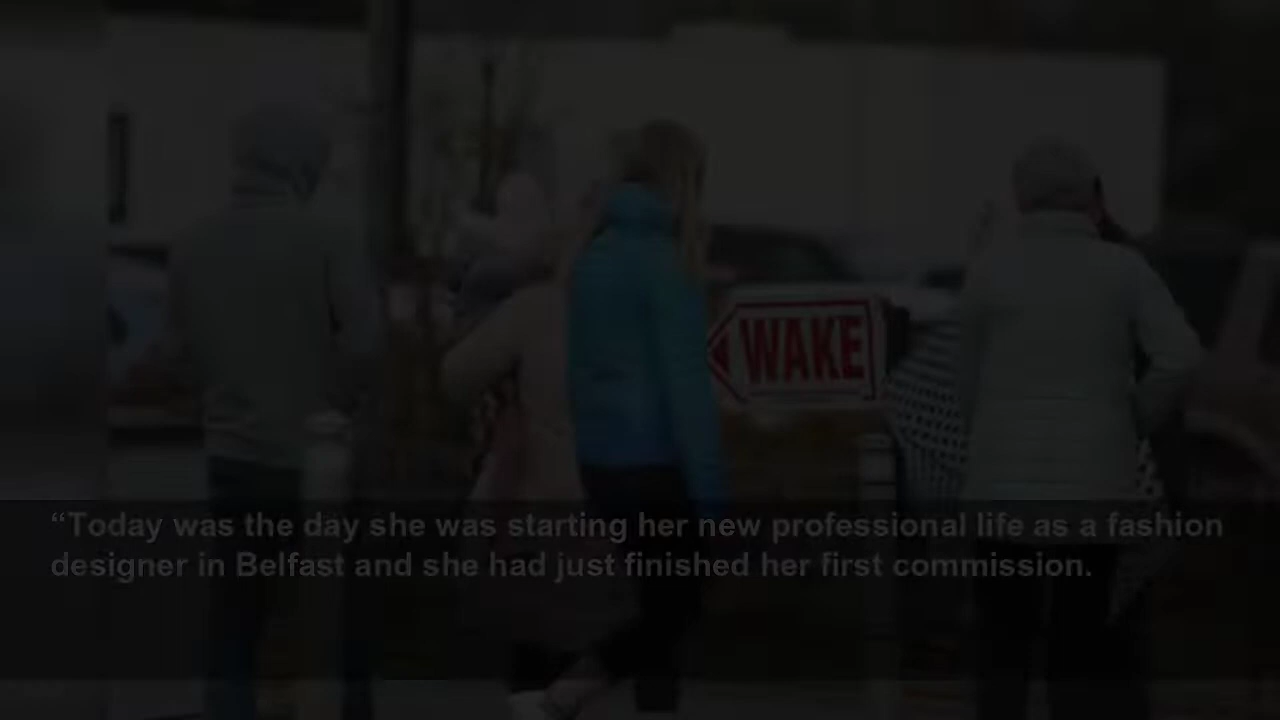 WAKE
“Today was the day she was starting her new professional life as a fashion
designer in Belfast and she had just finished her first commission.